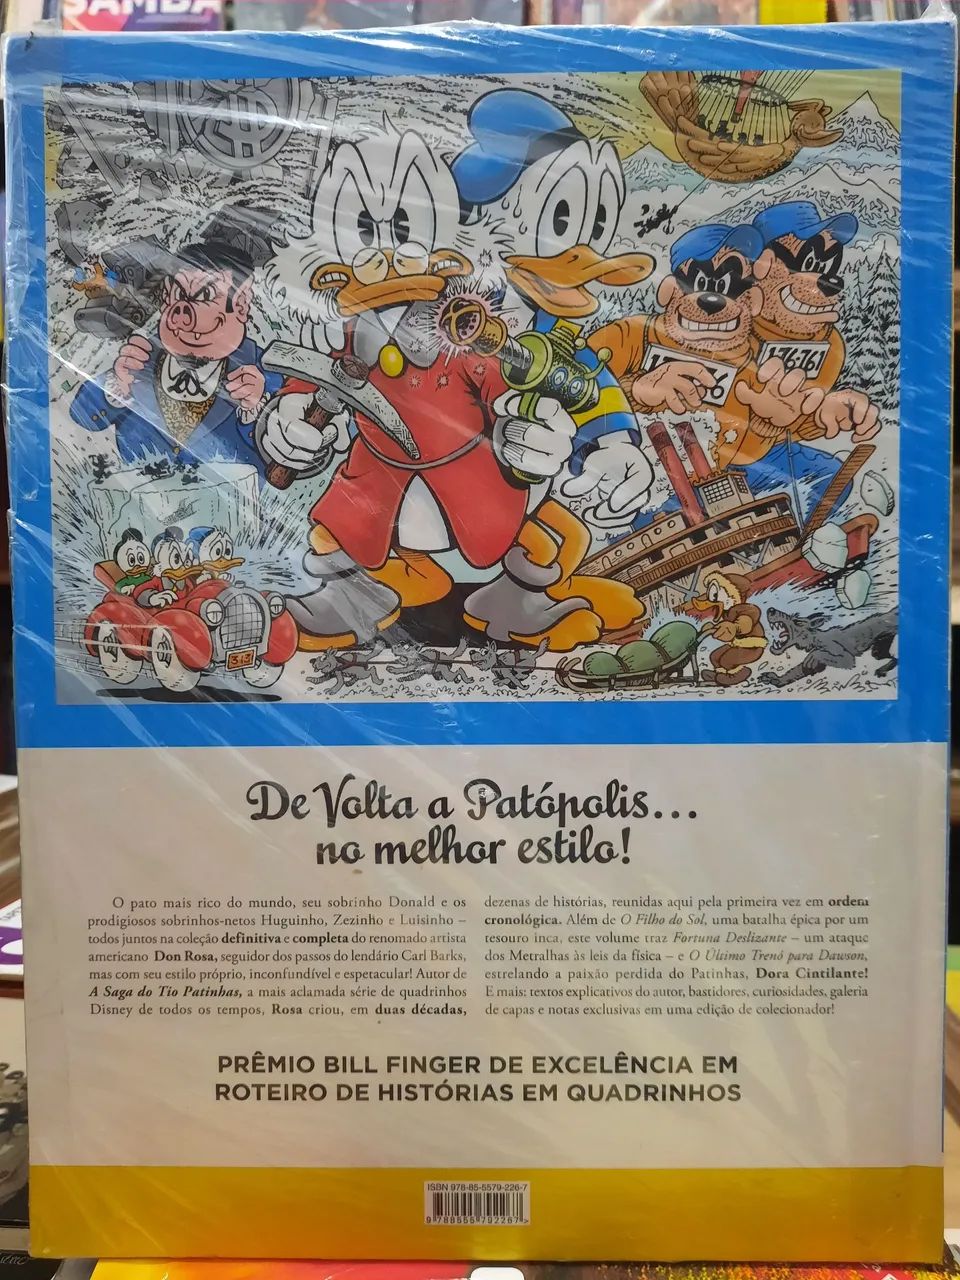 SAMBA
176-761
313
De Volta a Patópolis...
no melhor estilo!
O pato mais rico do mundo, seu sobrinho Donald e os
prodigiosos sobrinhos-netos Huguinho, Zezinho e Luisinho –
todos juntos na coleção definitiva e completa do renomado artista
americano Don Rosa, seguidor dos passos do lendário Carl Barks,
mas com seu estilo próprio, inconfundível e espetacular! Autor de
A Saga do Tio Patinhas, a mais aclamada série de quadrinhos
Disney de todos os tempos, Rosa criou, em duas décadas,
dezenas de histórias, reunidas aqui pela primeira vez em ordem
cronológica. Além de O Filho do Sol, uma batalha épica por um
tesouro inca, este volume traz Fortuna Deslizante – um ataque
dos Metralhas às leis da física – e O Último Trenó para Dawson,
estrelando a paixão perdida do Patinhas, Dora Cintilante!
E mais: textos explicativos do autor, bastidores, curiosidades, galeria
de capas e notas exclusivas em uma edição de colecionador!
PRÊMIO BILL FINGER DE EXCELÊNCIA EM
ROTEIRO DE HISTÓRIAS EM QUADRINHOS
ISBN 978-85-5579-226-7
9 788555 792267 >